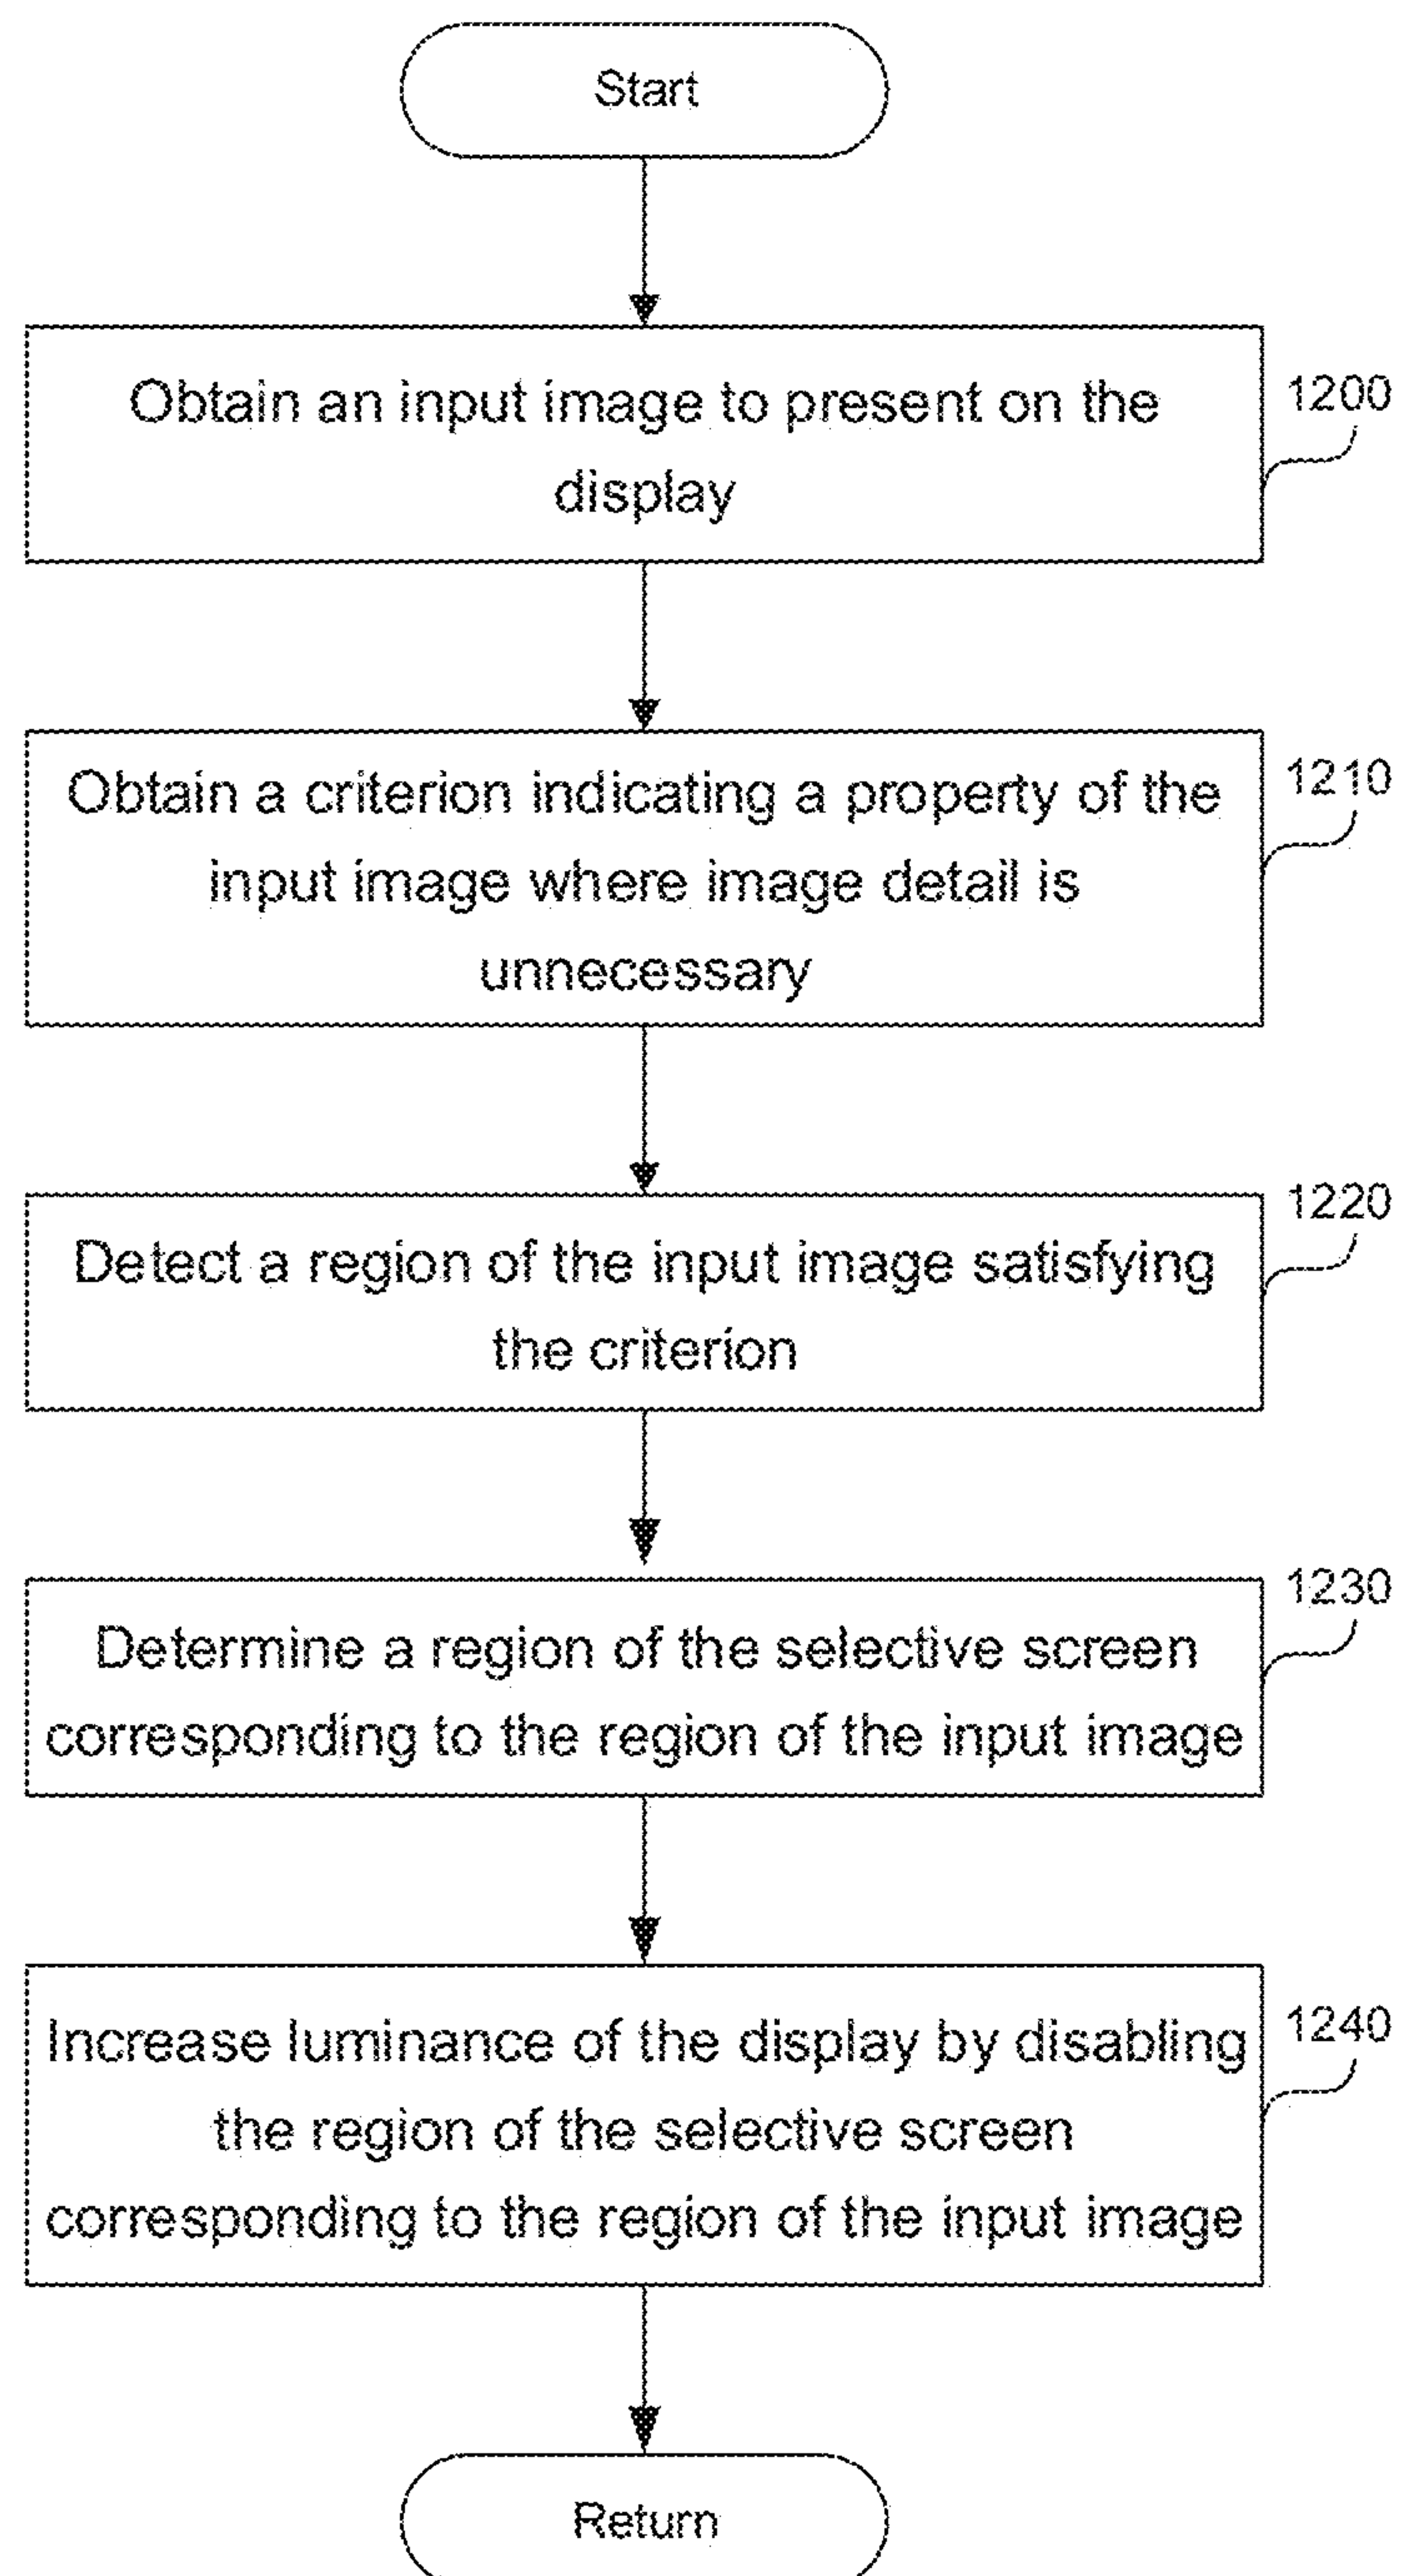 Start
Obtain an input image to present on the
display
1200
Obtain a criterion indicating a property of the
input image where image detail is
unnecessary
1210
Detect a region of the input image satisfying
the criterion
1220
Determine a region of the selective screen
corresponding to the region of the input image
1230
Increase luminance of the display by disabling
the region of the selective screen
corresponding to the region of the input image
1240
Return